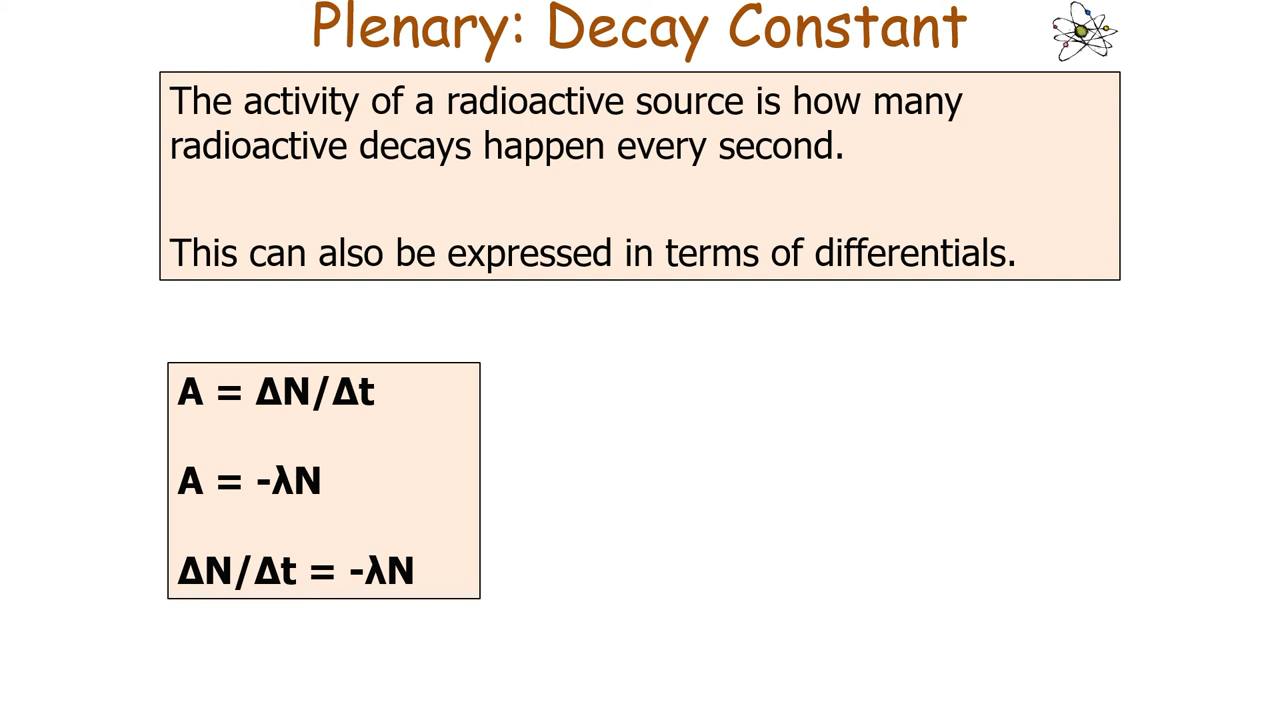 Plenary: Decay Constant
The activity of a radioactive source is how many
radioactive decays happen every second.
This can also be expressed in terms of differentials.
A = ΔN/Δt
A = -λN
ΔN/Δt = -λN